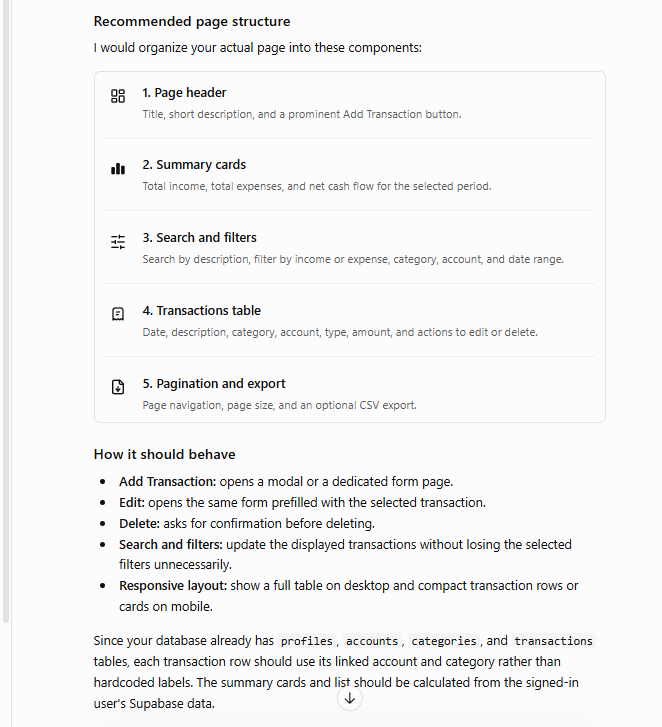 Recommended page structure
I would organize your actual page into these components:
1. Page header
Title, short description, and a prominent Add Transaction button.
2. Summary cards
Total income, total expenses, and net cash flow for the selected period.
3. Search and filters
Search by description, filter by income or expense, category, account, and date range.
4. Transactions table
Date, description, category, account, type, amount, and actions to edit or delete.
5. Pagination and export
Page navigation, page size, and an optional CSV export.
How it should behave
• Add Transaction: opens a modal or a dedicated form page.
• Edit: opens the same form prefilled with the selected transaction.
• Delete: asks for confirmation before deleting.
• Search and filters: update the displayed transactions without losing the selected
filters unnecessarily.
• Responsive layout: show a full table on desktop and compact transaction rows or
cards on mobile.
Since your database already has profiles, accounts, categories, and transactions
tables, each transaction row should use its linked account and category rather than
hardcoded labels. The summary cards and list should be calculated from the signed-in
user's Supabase data.